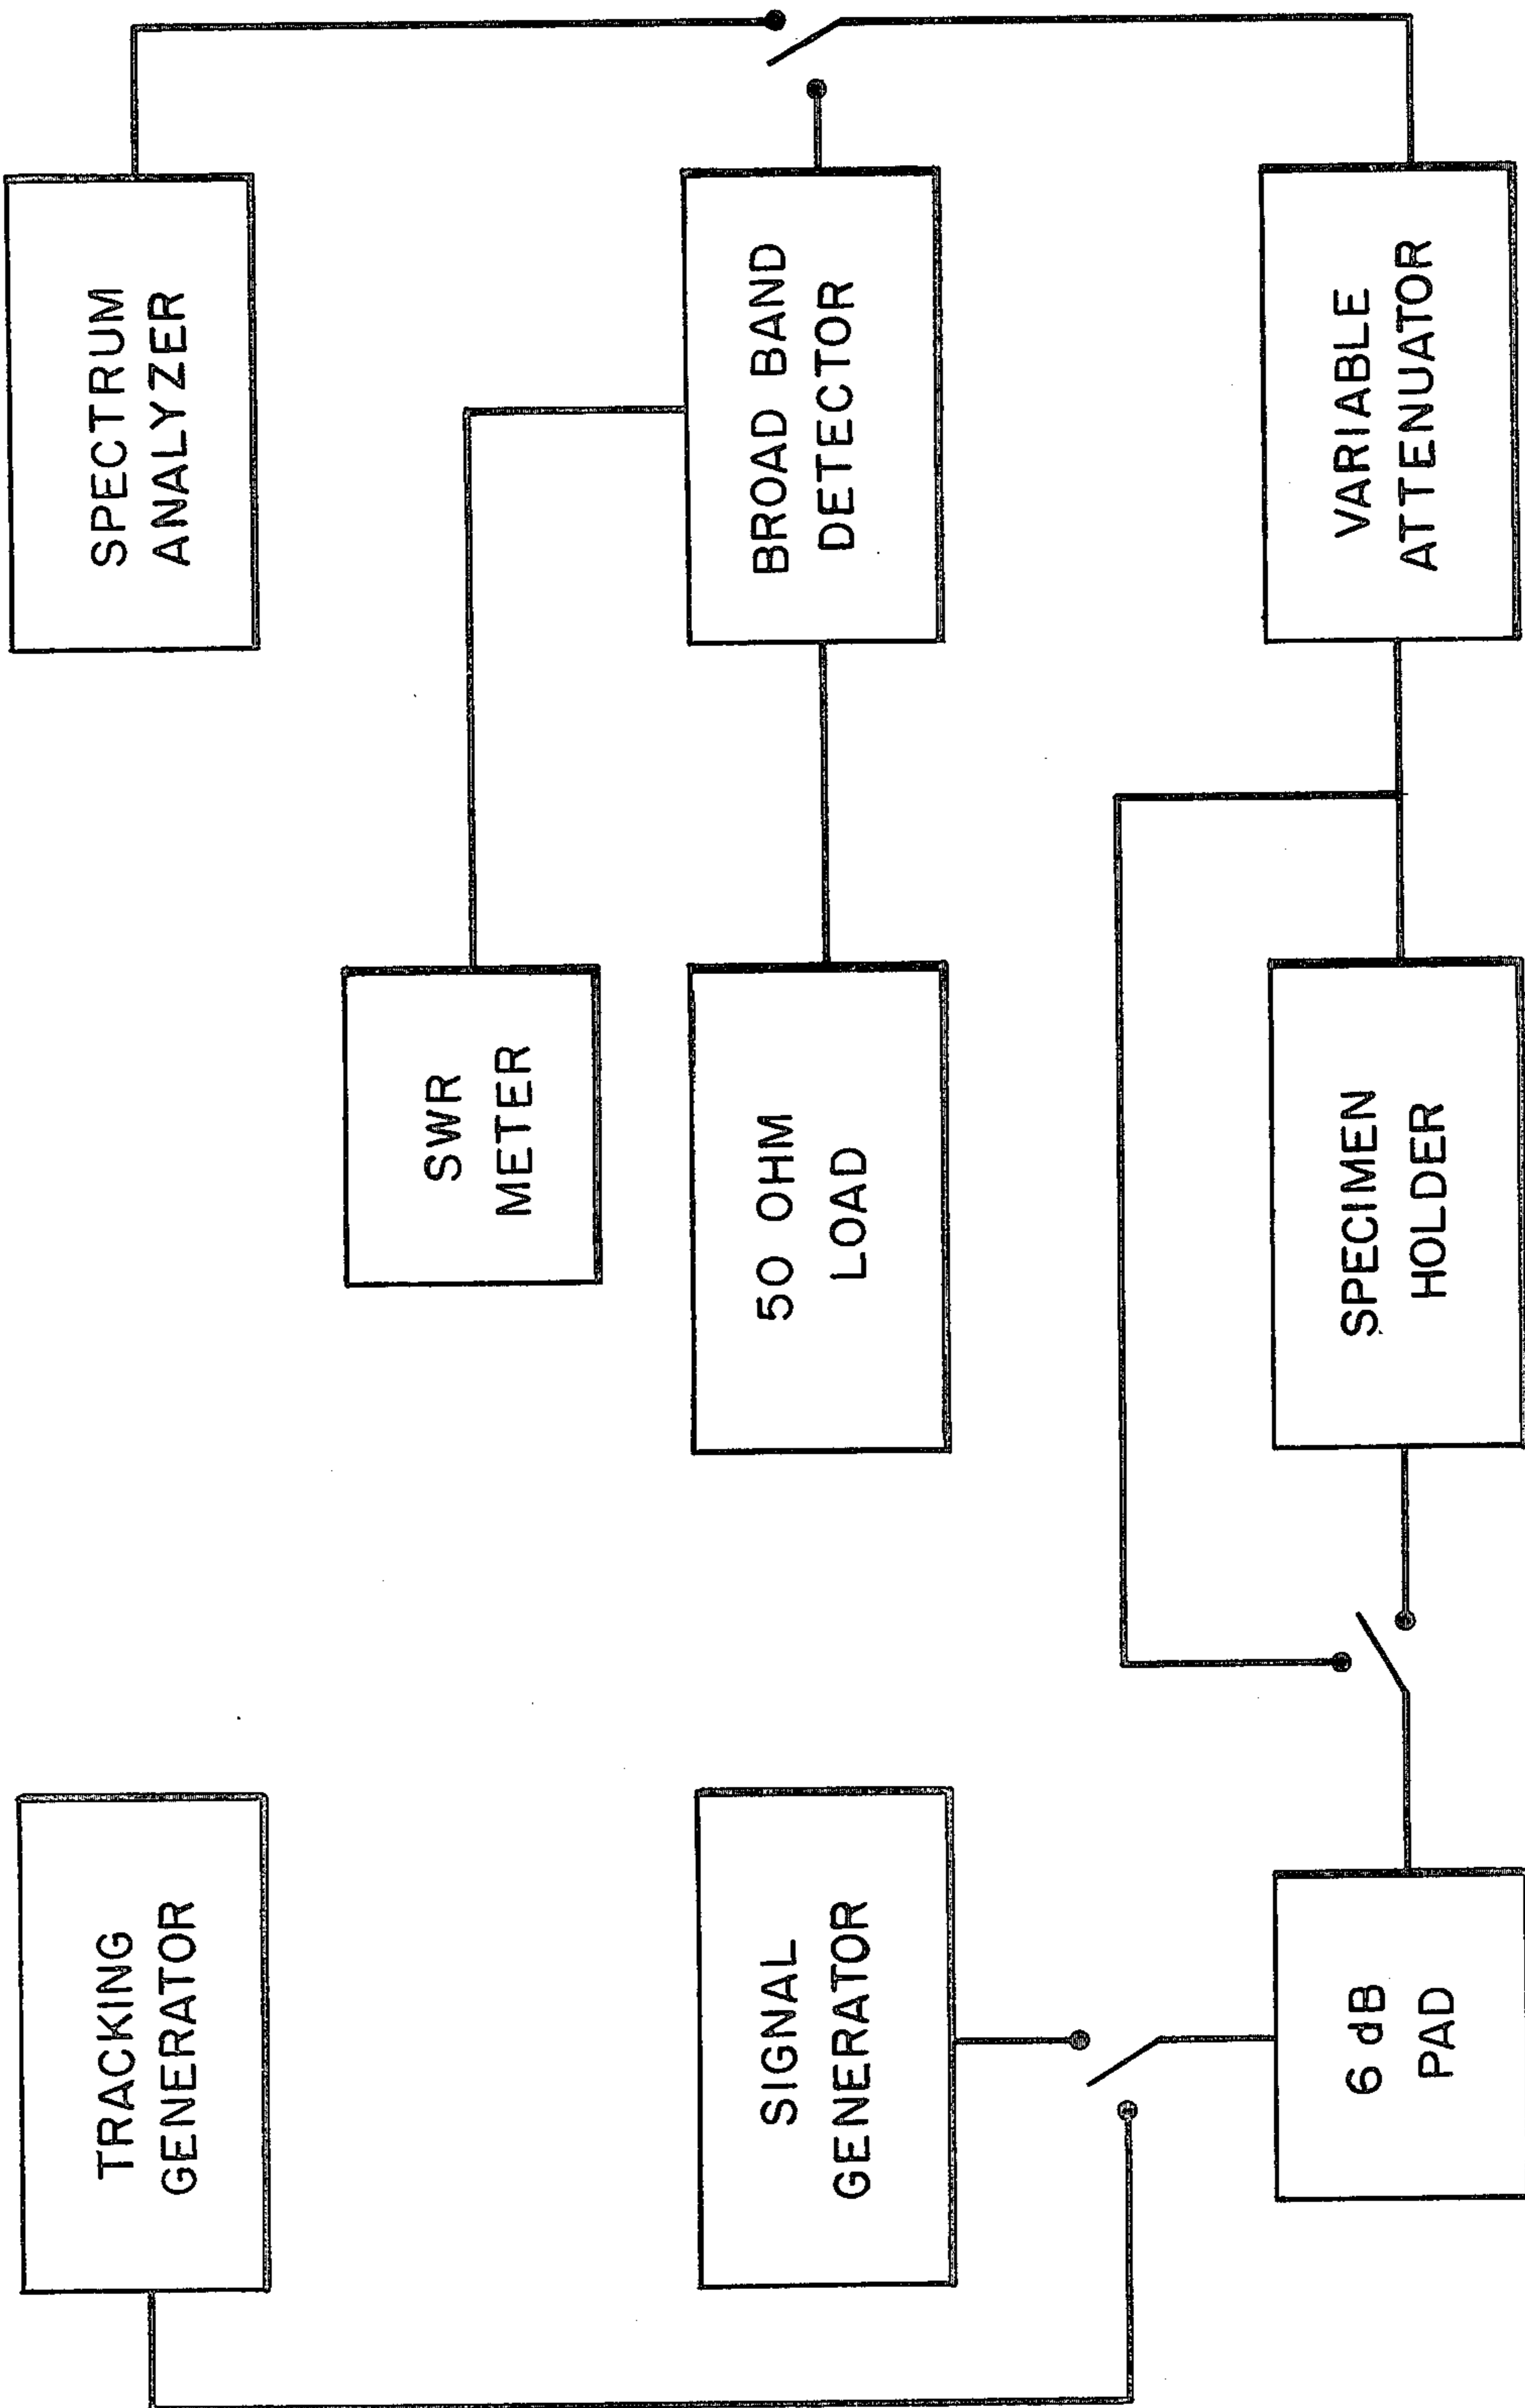 TRACKING
GENERATOR
SPECTRUM
ANALYZER
SWR
METER
SIGNAL
GENERATOR
50 OHM
LOAD
BROAD BAND
DETECTOR
6 dB
PAD
SPECIMEN
HOLDER
VARIABLE
ATTENUATOR